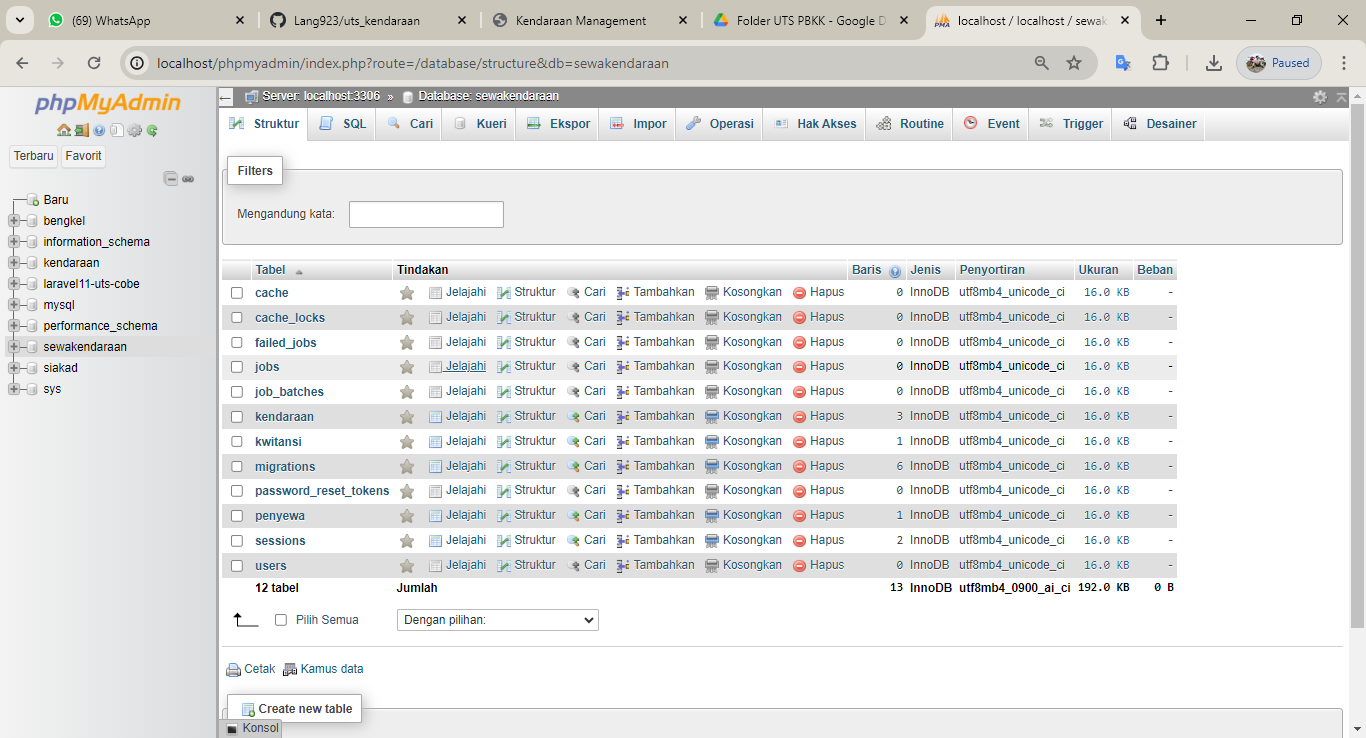 (69) WhatsApp
Lang923/uts_kendaraan
Kendaraan Management
Folder UTS PBKK - Google D
localhost / localhost / sewak
localhost/phpmyadmin/index.php?route=/database/structure&db=sewakendaraan
Paused
phpMyAdmin
Terbaru Favorit
Baru
bengkel
information_schema
kendaraan
laravel11-uts-cobe
mysql
performance_schema
sewakendaraan
siakad
sys
Server: localhost:3306 » Database: sewakendaraan
Struktur SQL Cari Kueri Ekspor Impor Operasi Hak Akses Routine Event Trigger Desainer
Filters
Mengandung kata:
Tabel Tindakan Baris Jenis Penyortiran Ukuran Beban
cache Jelajahi Struktur Cari Tambahkan Kosongkan Hapus 0 InnoDB utf8mb4_unicode_ci 16.0 KB -
cache_locks Jelajahi Struktur Cari Tambahkan Kosongkan Hapus 0 InnoDB utf8mb4_unicode_ci 16.0 KB -
failed_jobs Jelajahi Struktur Cari Tambahkan Kosongkan Hapus 0 InnoDB utf8mb4_unicode_ci 16.0 KB -
jobs Jelajahi Struktur Cari Tambahkan Kosongkan Hapus 0 InnoDB utf8mb4_unicode_ci 16.0 KB -
job_batches Jelajahi Struktur Cari Tambahkan Kosongkan Hapus 0 InnoDB utf8mb4_unicode_ci 16.0 KB -
kendaraan Jelajahi Struktur Cari Tambahkan Kosongkan Hapus 3 InnoDB utf8mb4_unicode_ci 16.0 KB -
kwitansi Jelajahi Struktur Cari Tambahkan Kosongkan Hapus 1 InnoDB utf8mb4_unicode_ci 16.0 KB -
migrations Jelajahi Struktur Cari Tambahkan Kosongkan Hapus 6 InnoDB utf8mb4_unicode_ci 16.0 KB -
password_reset_tokens Jelajahi Struktur Cari Tambahkan Kosongkan Hapus 0 InnoDB utf8mb4_unicode_ci 16.0 KB -
penyewa Jelajahi Struktur Cari Tambahkan Kosongkan Hapus 1 InnoDB utf8mb4_unicode_ci 16.0 KB -
sessions Jelajahi Struktur Cari Tambahkan Kosongkan Hapus 2 InnoDB utf8mb4_unicode_ci 16.0 KB -
users Jelajahi Struktur Cari Tambahkan Kosongkan Hapus 0 InnoDB utf8mb4_unicode_ci 16.0 KB -
12 tabel Jumlah 13 InnoDB utf8mb4_0900_ai_ci 192.0 KB 0 B
Pilih Semua Dengan pilihan:
Cetak Kamus data
Create new table
Konsol